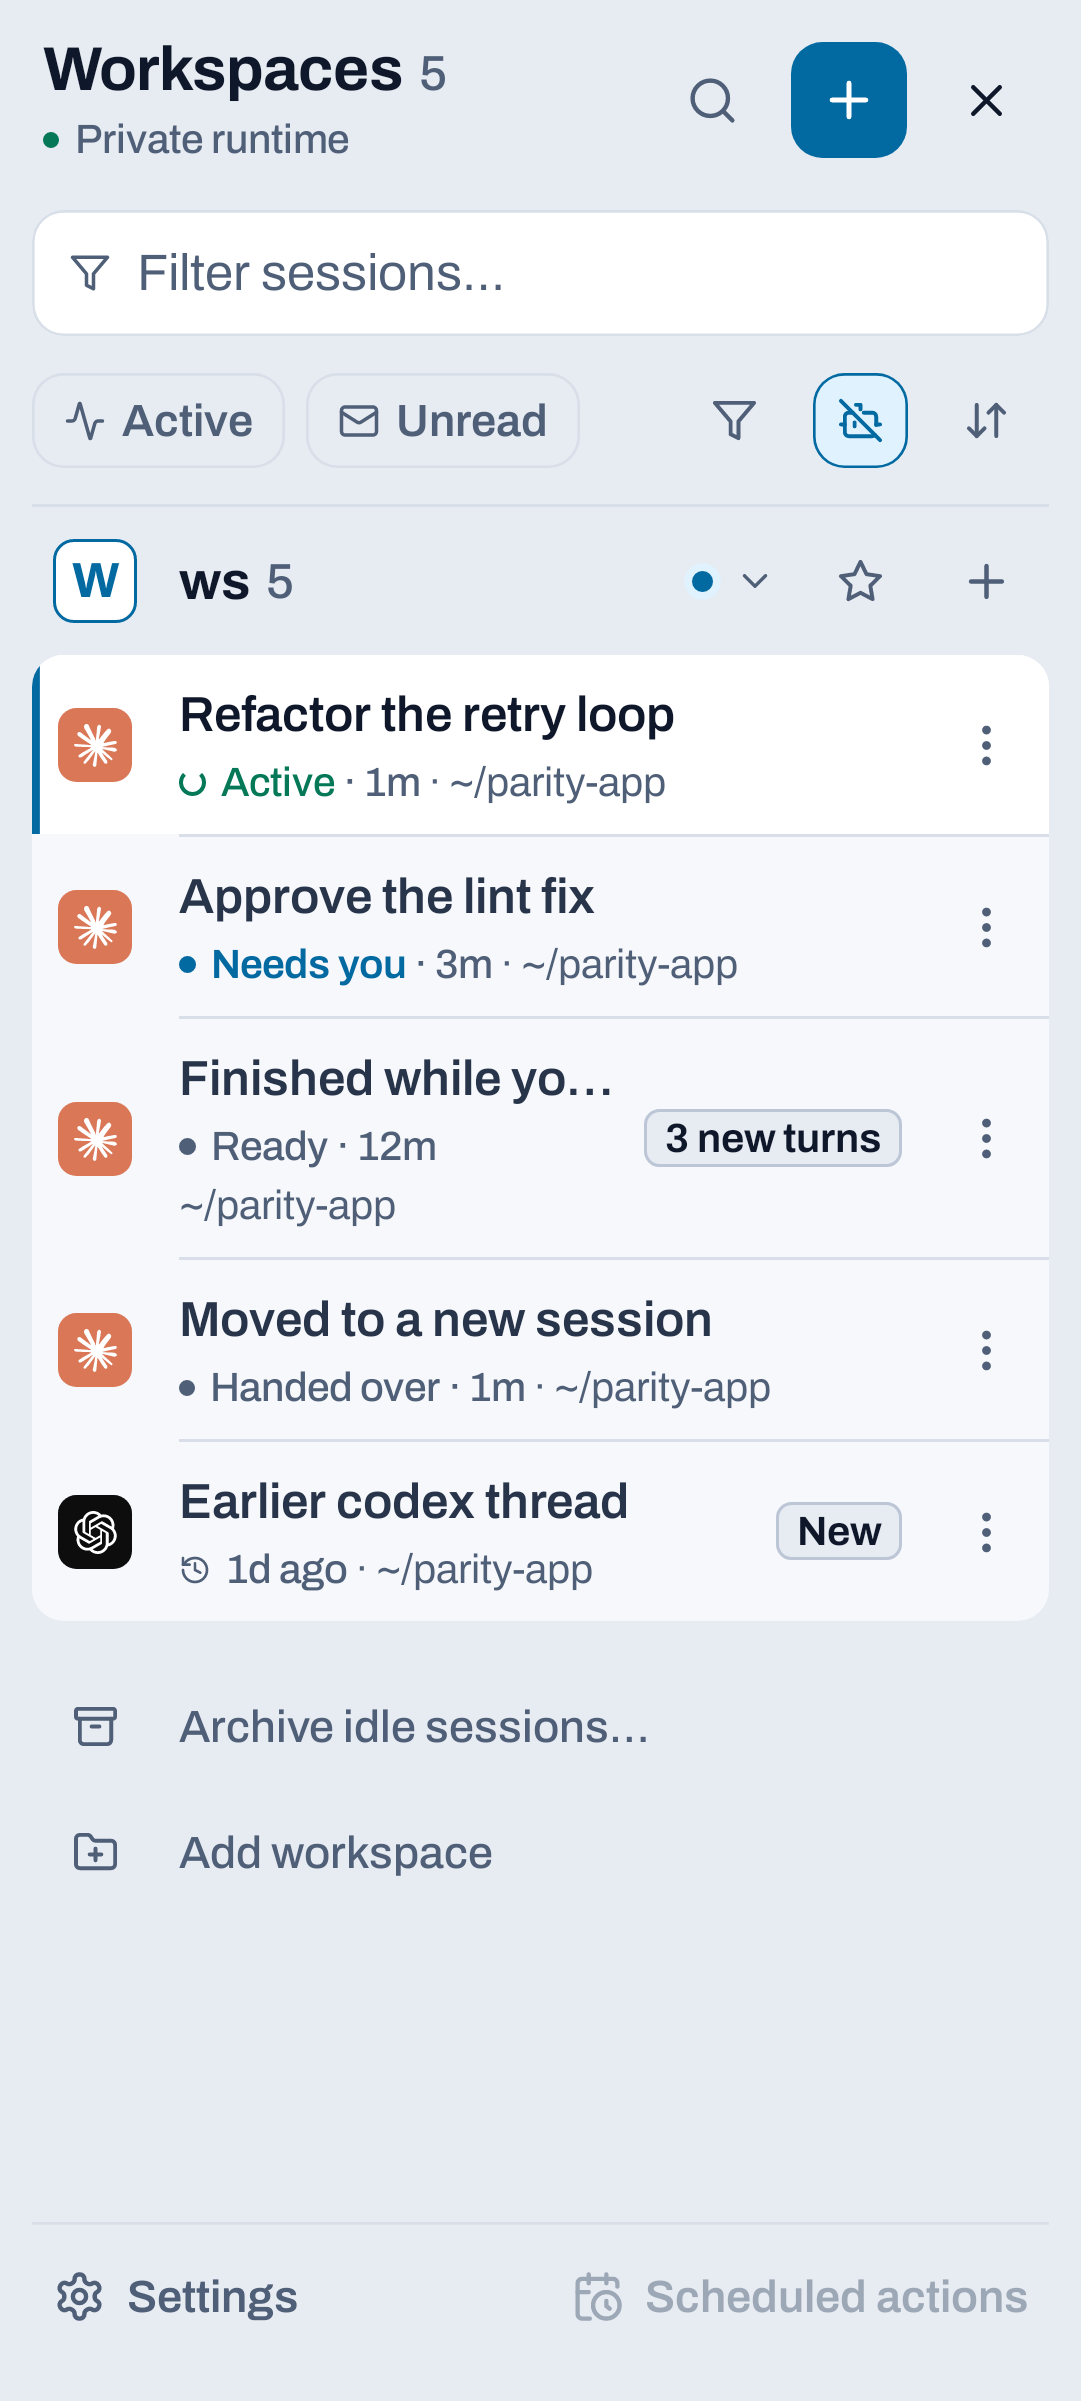 Workspaces 5
Private runtime
Filter sessions...
Active
Unread
W
ws 5
Refactor the retry loop
Active · 1m · ~/parity-app
Approve the lint fix
Needs you · 3m · ~/parity-app
Finished while yo...
Ready · 12m
3 new turns
~/parity-app
Moved to a new session
Handed over · 1m · ~/parity-app
Earlier codex thread
New
1d ago · ~/parity-app
Archive idle sessions...
Add workspace
Settings
Scheduled actions